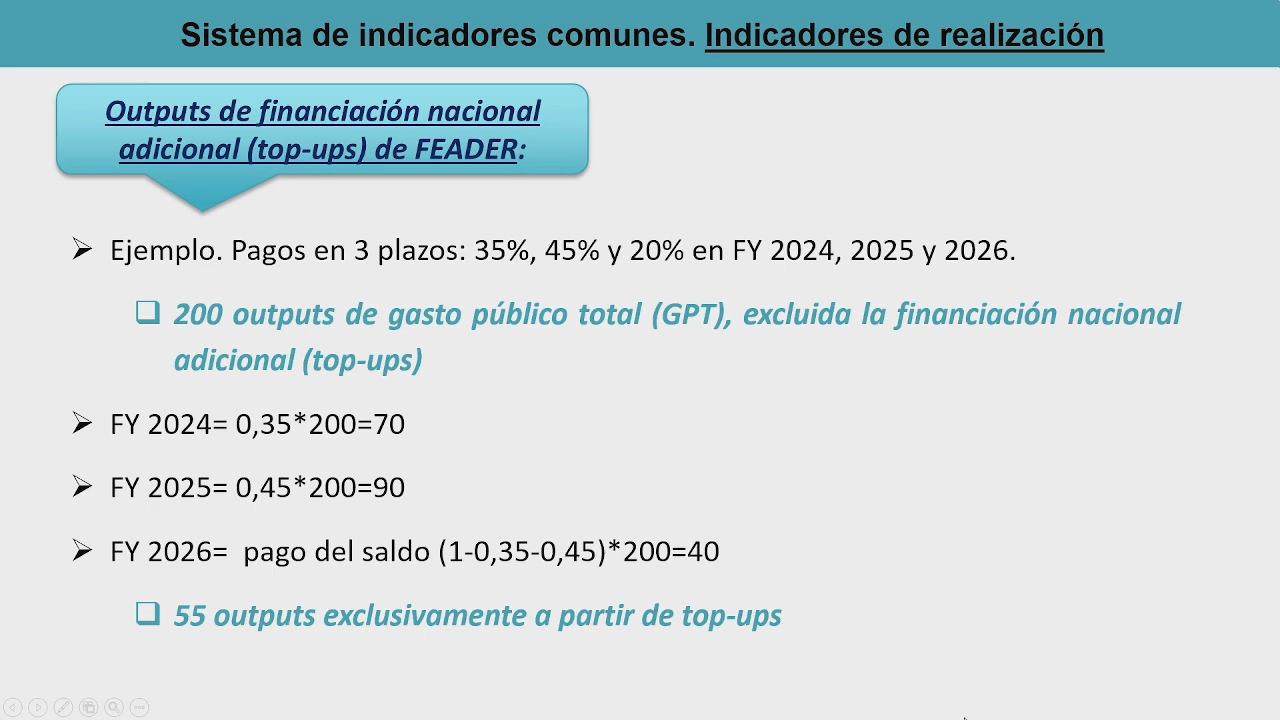 Sistema de indicadores comunes. Indicadores de realización
Outputs de financiación nacional
adicional (top-ups) de FEADER:
Ejemplo. Pagos en 3 plazos: 35%, 45% y 20% en FY 2024, 2025 y 2026.
200 outputs de gasto público total (GPT), excluida la financiación nacional
adicional (top-ups)
FY 2024= 0,35*200=70
FY 2025= 0,45*200=90
FY 2026= pago del saldo (1-0,35-0,45)*200=40
55 outputs exclusivamente a partir de top-ups